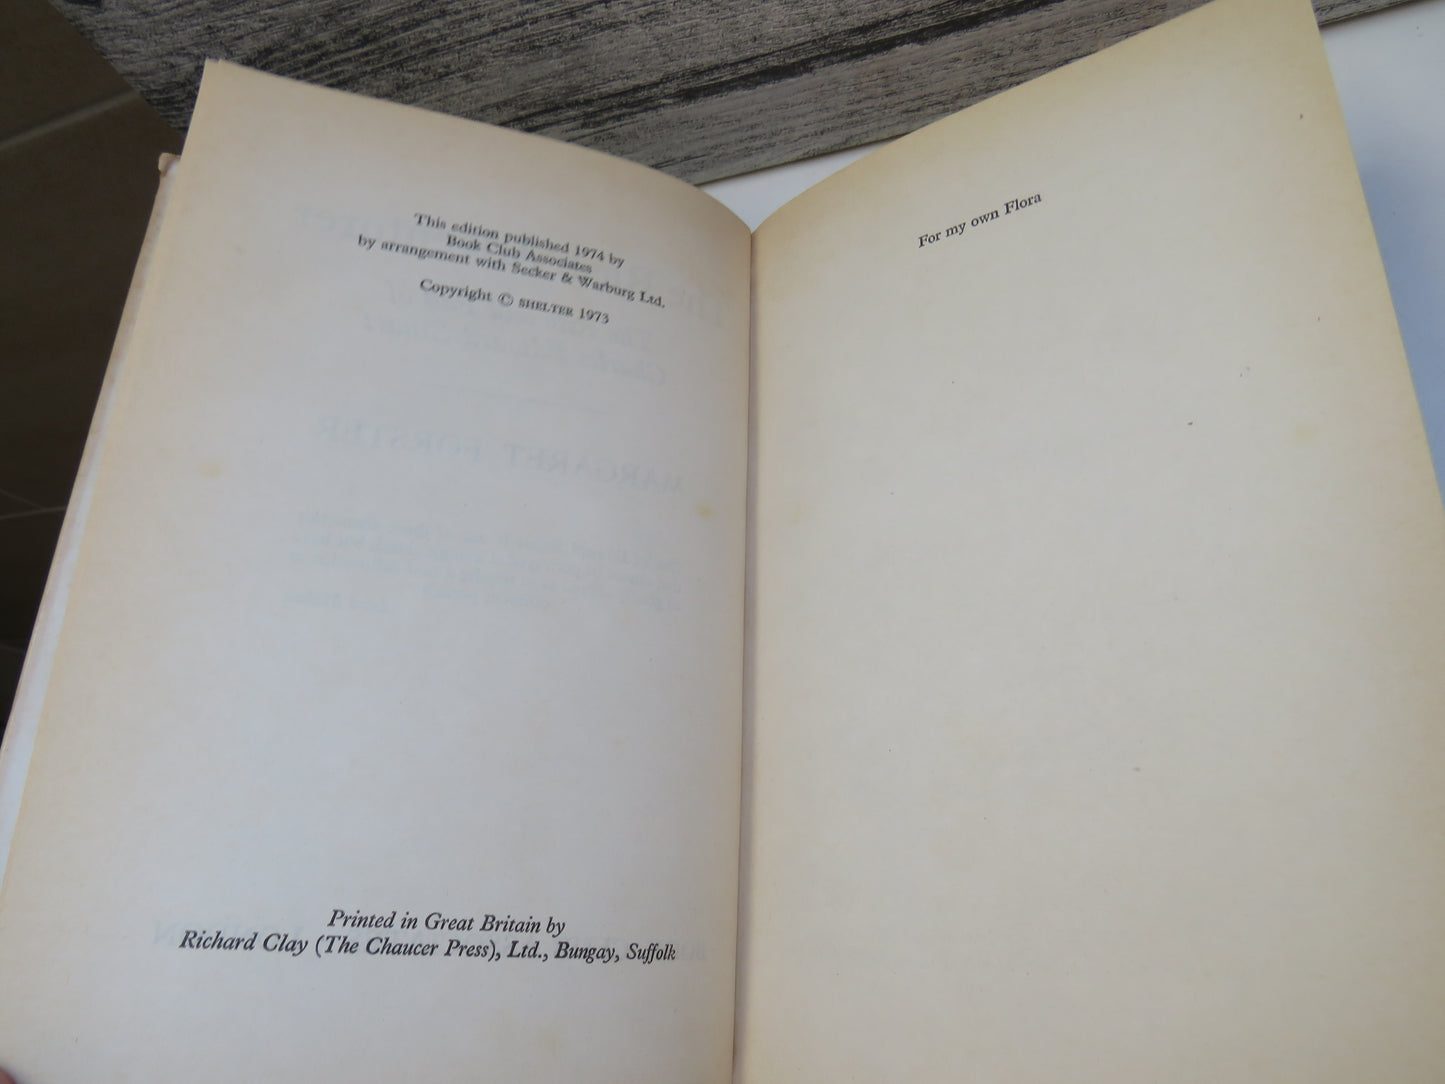 This edition published 1974 by
Book Club Associates
by arrangement with Secker & Warburg Ltd.
Copyright © SHELTER 1973
Printed in Great Britain by
Richard Clay (The Chaucer Press), Ltd., Bungay, Suffolk
For my own Flora